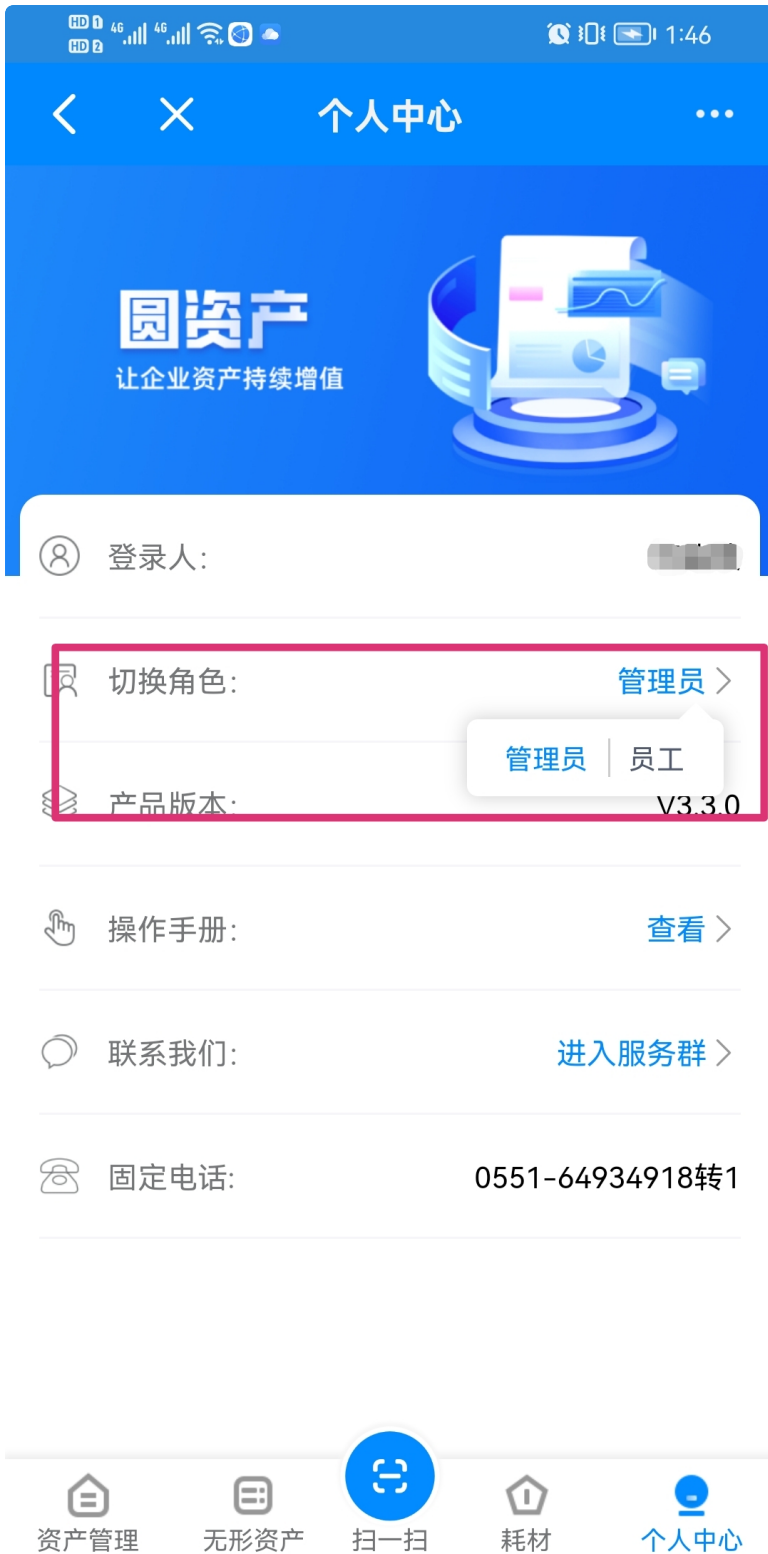 HD 1 4G 4G 1:46
HD 2
个人中心
圆资产
让企业资产持续增值
登录人:
切换角色: 管理员
管理员 员工
产品版本: V3.3.0
操作手册: 查看
联系我们: 进入服务群
固定电话: 0551-64934918转1
资产管理 无形资产 扫一扫 耗材 个人中心